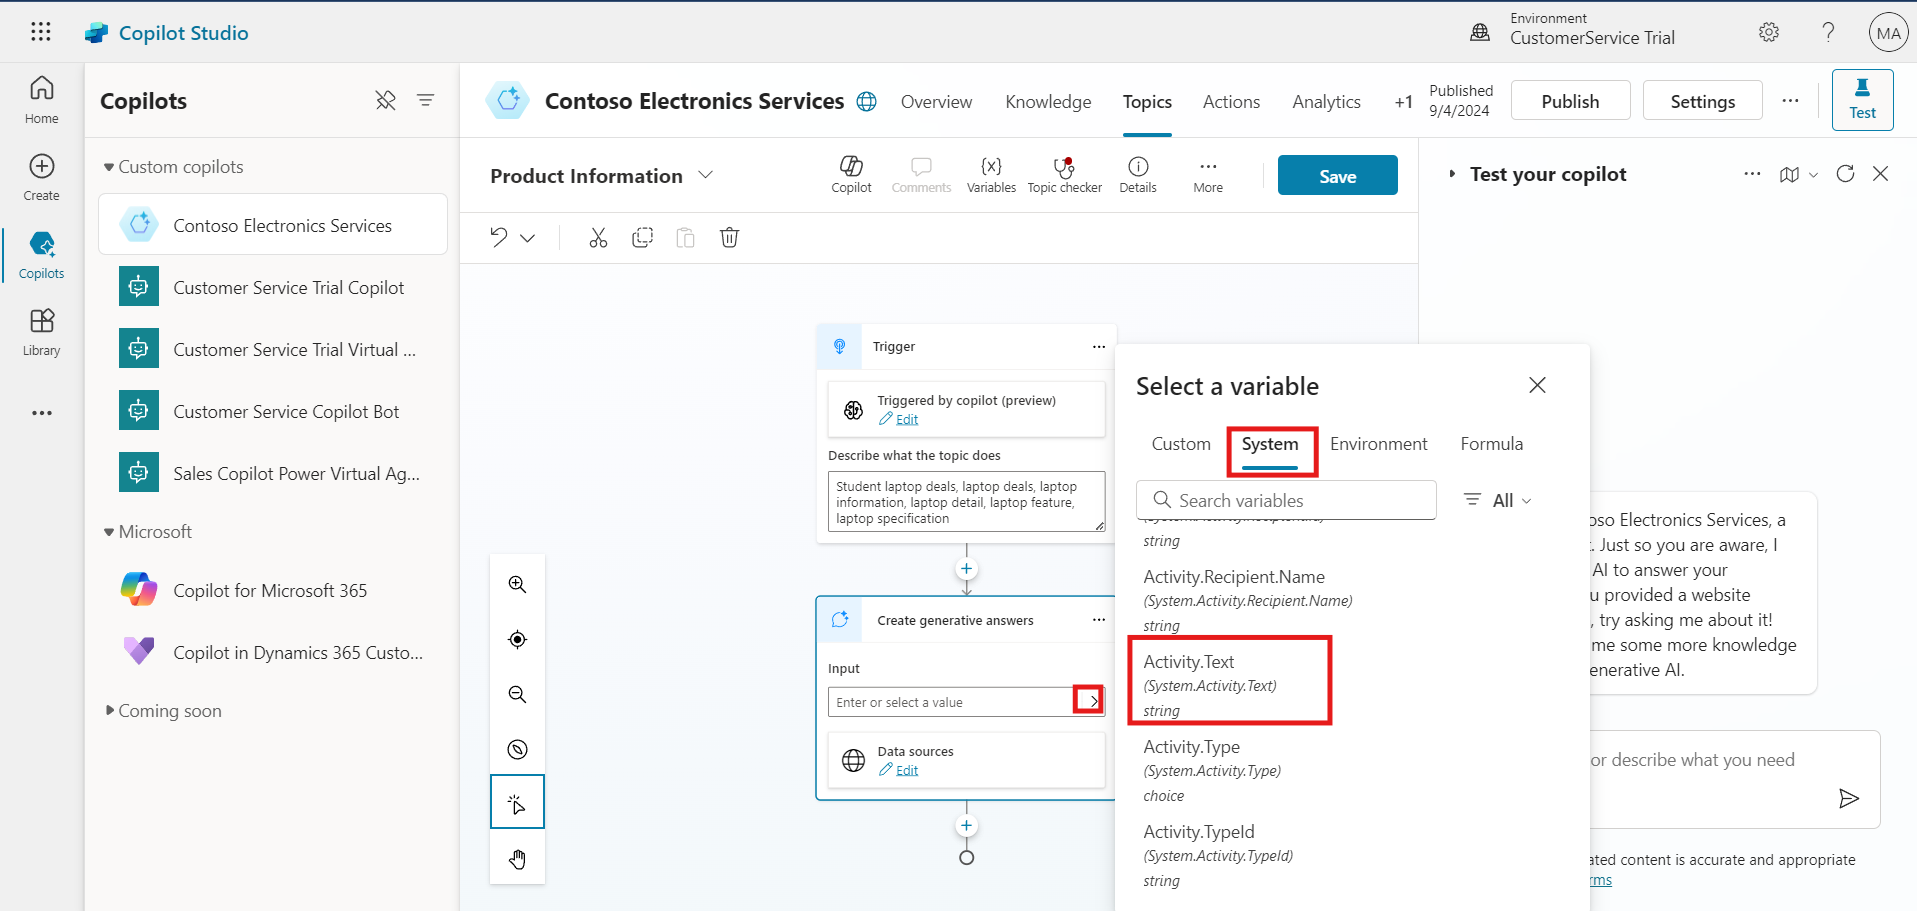 Copilot Studio
Environment
CustomerService Trial
MA
Home
Create
Copilots
Library
Copilots
Custom copilots
Contoso Electronics Services
Customer Service Trial Copilot
Customer Service Trial Virtual ...
Customer Service Copilot Bot
Sales Copilot Power Virtual Ag...
Microsoft
Copilot for Microsoft 365
Copilot in Dynamics 365 Custo...
Coming soon
Contoso Electronics Services
Overview
Knowledge
Topics
Actions
Analytics
+1
Published
9/4/2024
Publish
Settings
Test
Product Information
Copilot
Comments
{x}
Variables
Topic checker
Details
More
Save
Trigger
Triggered by copilot (preview)
Edit
Describe what the topic does
Student laptop deals, laptop deals, laptop
information, laptop detail, laptop feature,
laptop specification
Create generative answers
Input
Enter or select a value
Data sources
Edit
Select a variable
Custom
System
Environment
Formula
Search variables
All
string
Activity.Recipient.Name
(System.Activity.Recipient.Name)
string
Activity.Text
(System.Activity.Text)
string
Activity.Type
(System.Activity.Type)
choice
Activity.TypeId
(System.Activity.TypeId)
string
Test your copilot
oso Electronics Services, a
. Just so you are aware, I
AI to answer your
u provided a website
, try asking me about it!
me some more knowledge
enerative AI.
or describe what you need
ated content is accurate and appropriate
rms